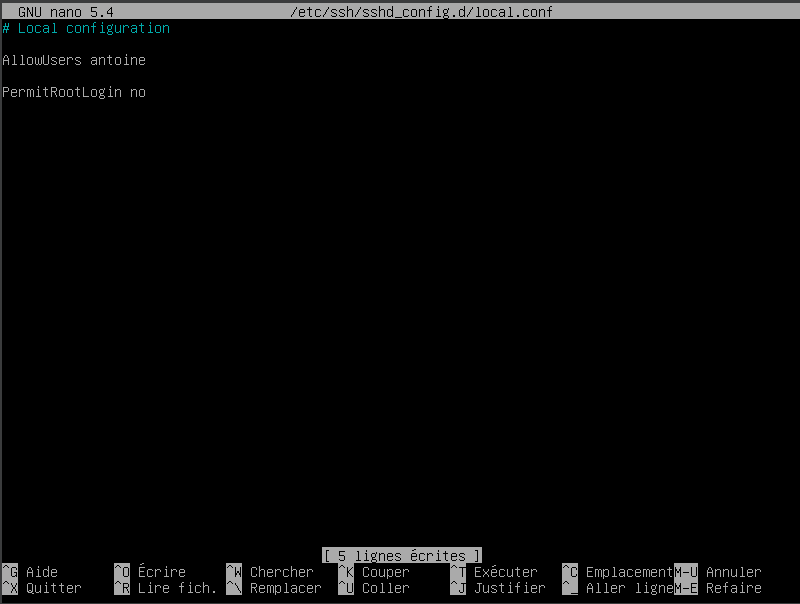 GNU nano 5.4 /etc/ssh/sshd_config.d/local.conf
# Local configuration
AllowUsers antoine
PermitRootLogin no
[ 5 lignes écrites ]
^G Aide ^O Écrire ^W Chercher ^K Couper ^T Exécuter ^C Emplacement M-U Annuler
^X Quitter ^R Lire fich. ^\ Remplacer ^U Coller ^J Justifier ^_ Aller ligne M-E Refaire